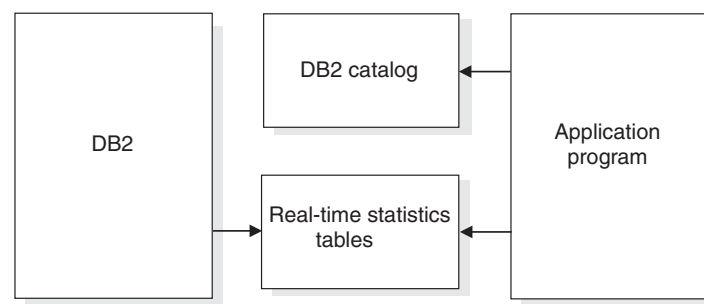 DB2
DB2 catalog
Real-time statistics
tables
Application
program